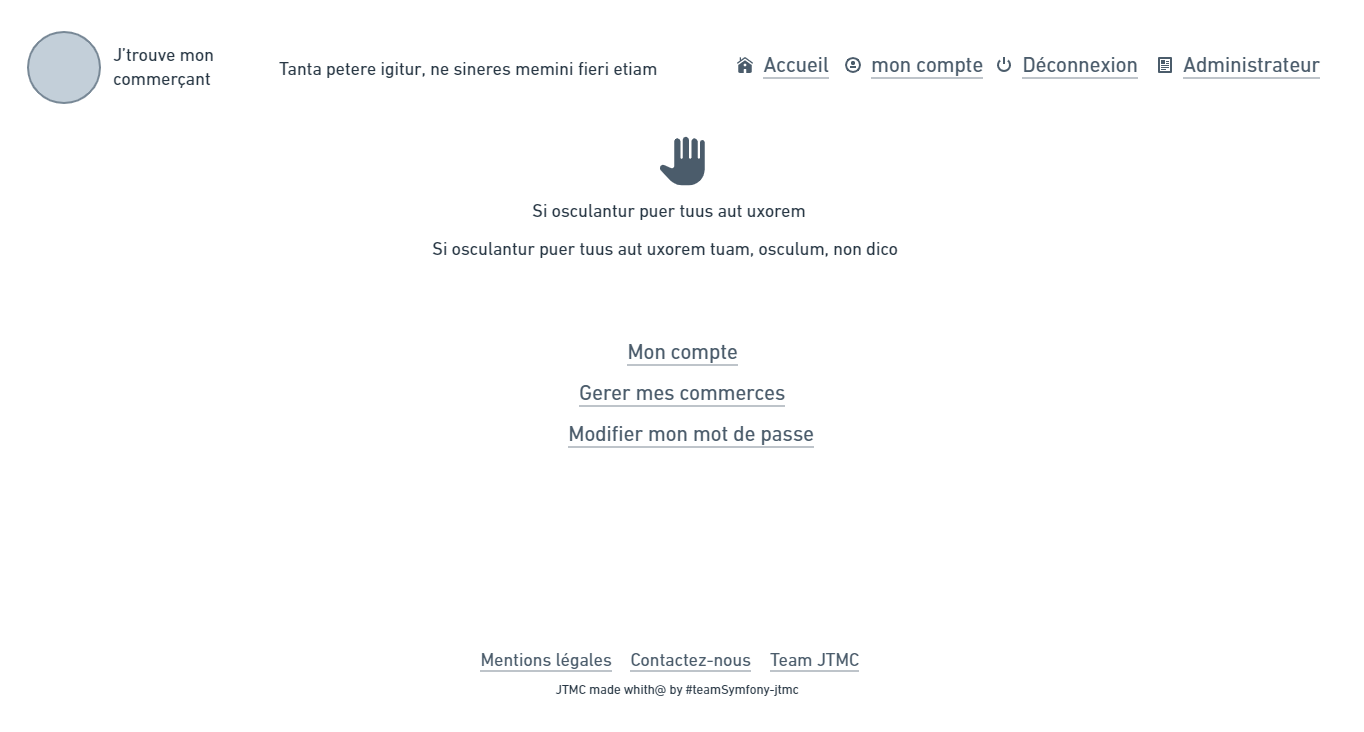 J'trouve mon
commerçant
Tanta petere igitur, ne sineres memini fieri etiam
Accueil mon compte Déconnexion Administrateur
Si osculantur puer tuus aut uxorem
Si osculantur puer tuus aut uxorem tuam, osculum, non dico
Mon compte
Gerer mes commerces
Modifier mon mot de passe
Mentions légales Contactez-nous Team JTMC
JTMC made whith@ by #teamSymfony-jtmc